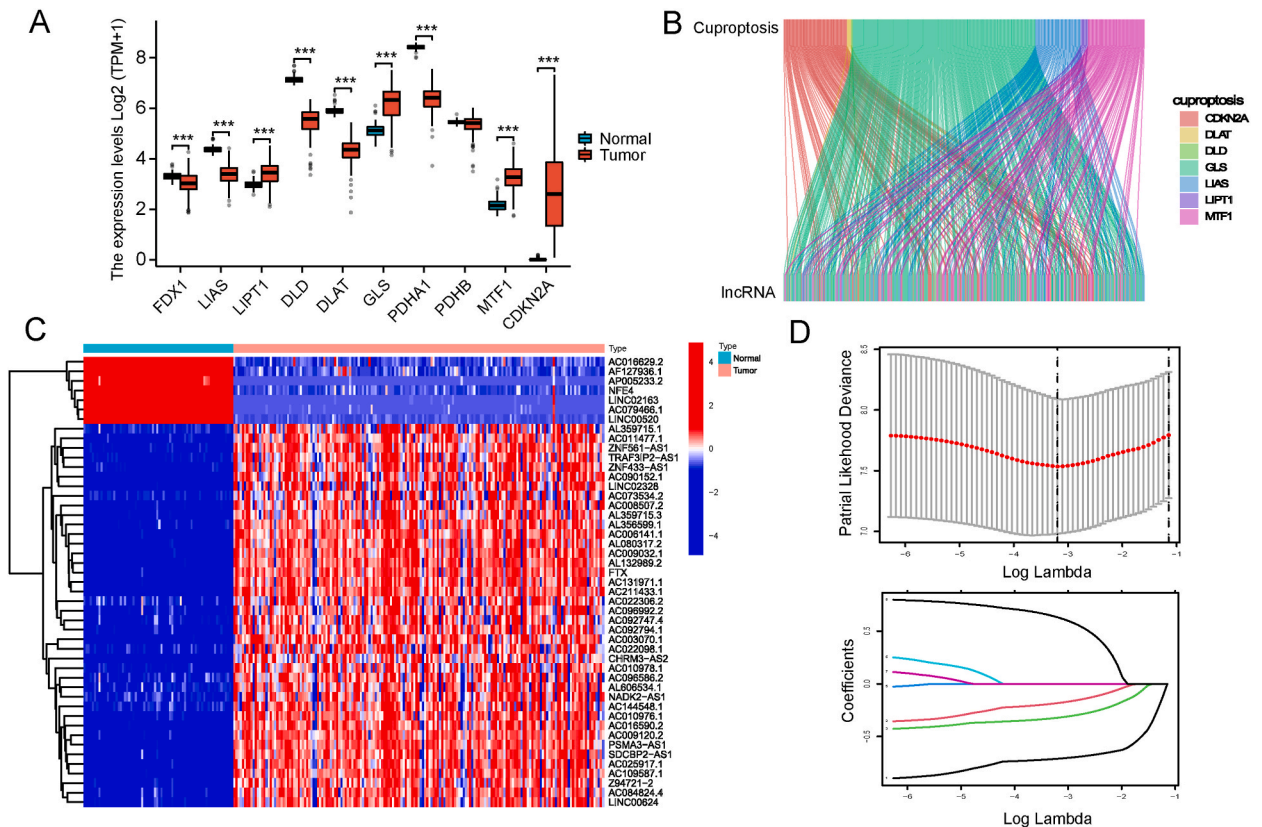 A
The expression levels Log2 (TPM+1)
8
6
4
2
0
***
***
***
***
***
***
***
***
***
Normal
Tumor
FDX1
LIAS
LIPT1
DLD
DLAT
GLS
PDHA1
PDHB
MTF1
CDKN2A
B
Cuproptosis
lncRNA
cuproptosis
CDKN2A
DLAT
DLD
GLS
LIAS
LIPT1
MTF1
C
Type
AC016629.2
AF127936.1
AP005233.2
NFE4
LINC02163
AC079466.1
LINC00520
AL359715.1
AC011477.1
ZNF561-AS1
TRAF3IP2-AS1
ZNF433-AS1
AC090152.1
LINC02328
AC073534.2
AC008507.2
AL359715.3
AL356599.1
AC006141.1
AL080317.2
AC009032.1
AL132989.2
FTX
AC131971.1
AC211433.1
AC022306.2
AC096992.2
AC092747.4
AC092794.1
AC003070.1
AC022098.1
CHRM3-AS2
AC010978.1
AC096586.2
AL606534.1
NADK2-AS1
AC144548.1
AC010976.1
AC016590.2
AC009120.2
PSMA3-AS1
SDCBP2-AS1
AC025917.1
AC109587.1
Z94721-2
AC084824.4
LINC00624
4
2
0
−2
−4
Type
Normal
Tumor
D
Patrial Likelihood Deviance
8.5
8.0
7.5
7.0
−6 −5 −4 −3 −2 −1
Log Lambda
Coefficients
0.5
0.0
−0.5
−6 −5 −4 −3 −2 −1
Log Lambda